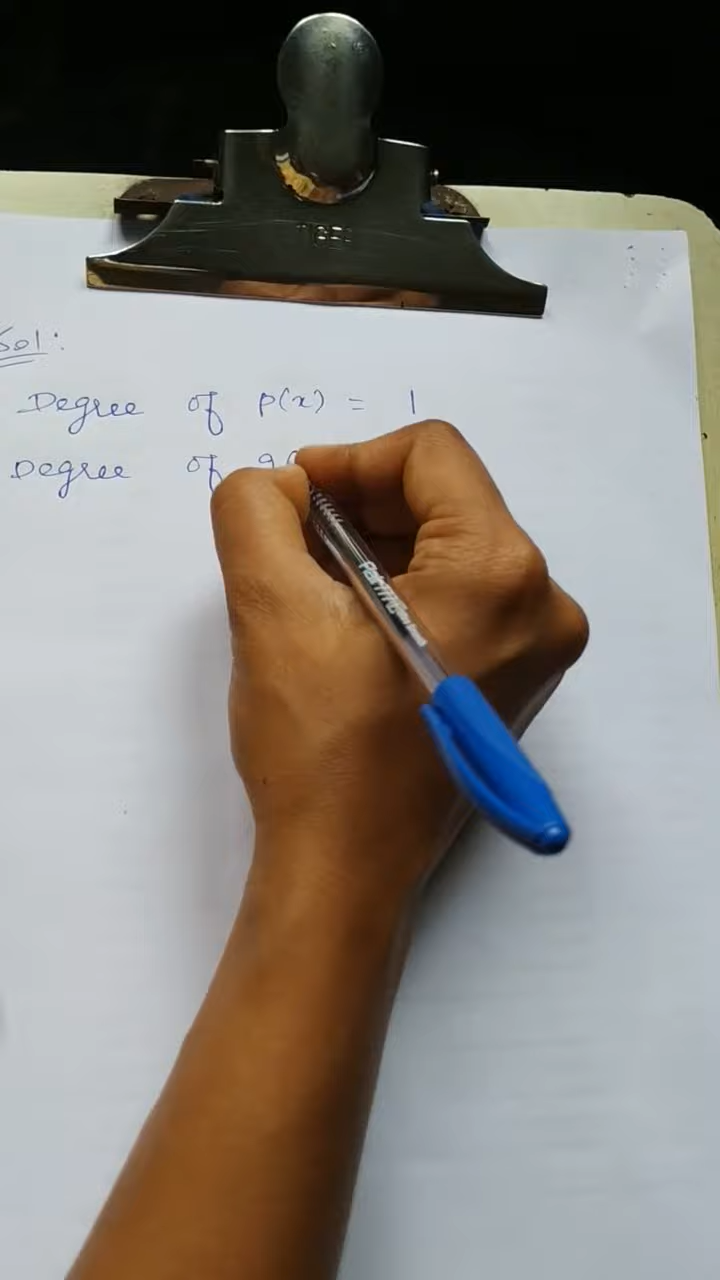 Sol:
Degree of p(x) = 1
Degree of